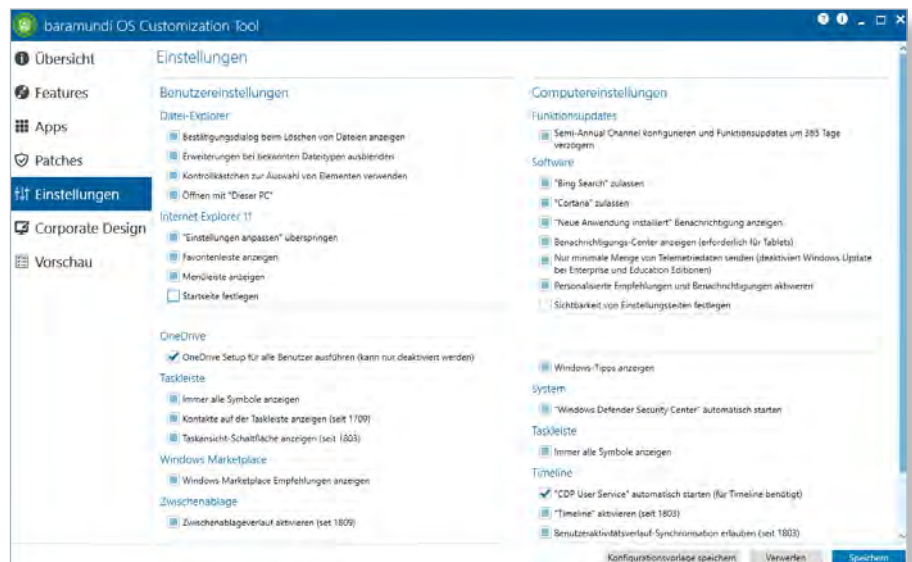 baramundi OS Customization Tool
Übersicht
Features
Apps
Patches
Einstellungen
Corporate Design
Vorschau
Einstellungen
Benutzereinstellungen
Datei-Explorer
Bestätigungsdialog beim Löschen von Dateien anzeigen
Erweiterungen bei bekannten Dateitypen ausblenden
Kontrollkästchen zur Auswahl von Elementen verwenden
Öffnen mit "Dieser PC"
Internet Explorer 11
"Einstellungen anpassen" überspringen
Favoritenleiste anzeigen
Menüleiste anzeigen
Startseite festlegen
OneDrive
OneDrive Setup für alle Benutzer ausführen (kann nur deaktiviert werden)
Taskleiste
Immer alle Symbole anzeigen
Kontakte auf der Taskleiste anzeigen (seit 1709)
Taskansicht-Schaltfläche anzeigen (seit 1803)
Windows Marketplace
Windows Marketplace Empfehlungen anzeigen
Zwischenablage
Zwischenablageverlauf aktivieren (set 1809)
Computereinstellungen
Funktionsupdates
Semi-Annual Channel konfigurieren und Funktionsupdates um 365 Tage
verzögern
Software
"Bing Search" zulassen
"Cortana" zulassen
"Neue Anwendung installiert" Benachrichtigung anzeigen
Benachrichtigungs-Center anzeigen (erforderlich für Tablets)
Nur minimale Menge von Telemetriedaten senden (deaktiviert Windows Update
bei Enterprise und Education Editionen)
Personalisierte Empfehlungen und Benachrichtigungen aktivieren
Sichtbarkeit von Einstellungsseiten festlegen
Windows-Tipps anzeigen
System
"Windows Defender Security Center" automatisch starten
Taskleiste
Immer alle Symbole anzeigen
Timeline
"CDP User Service" automatisch starten (für Timeline benötigt)
"Timeline" aktivieren (seit 1803)
Benutzeraktivitätsverlauf-Synchronisation erlauben (seit 1803)
Konfigurationsvorlage speichern
Verwerfen
Speichern